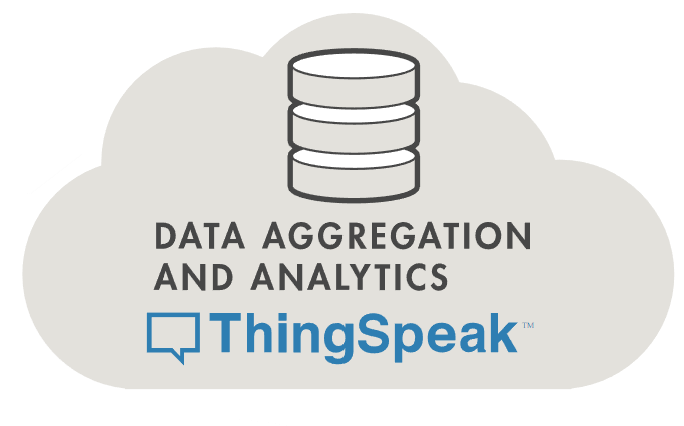 DATA AGGREGATION
AND ANALYTICS
ThingSpeak™